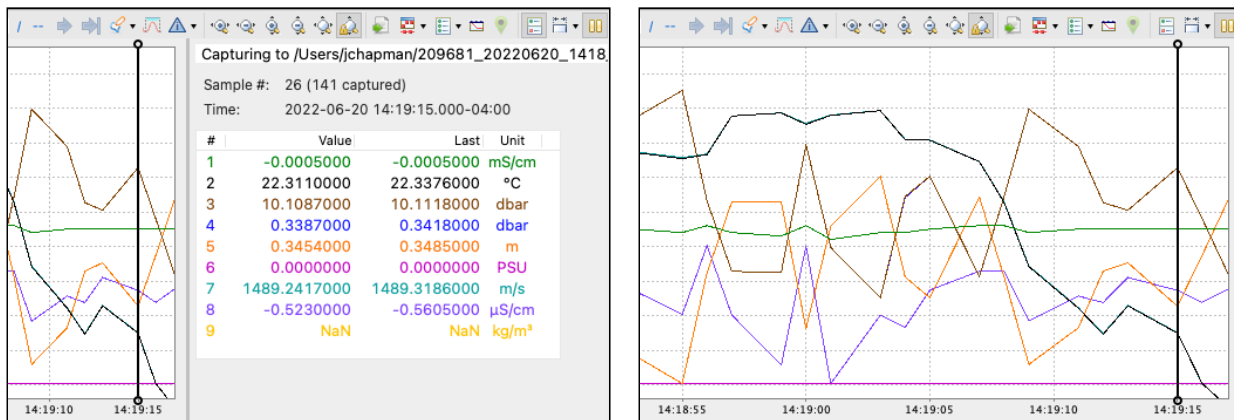 Capturing to /Users/jchapman/209681_20220620_1418
Sample #: 26 (141 captured)
Time: 2022-06-20 14:19:15.000-04:00
# Value Last Unit
1 -0.0005000 -0.0005000 mS/cm
2 22.3110000 22.3376000 °C
3 10.1087000 10.1118000 dbar
4 0.3387000 0.3418000 dbar
5 0.3454000 0.3485000 m
6 0.0000000 0.0000000 PSU
7 1489.2417000 1489.3186000 m/s
8 -0.5230000 -0.5605000 µS/cm
9 NaN NaN kg/m³
14:19:10 14:19:15
14:18:55 14:19:00 14:19:05 14:19:10 14:19:15